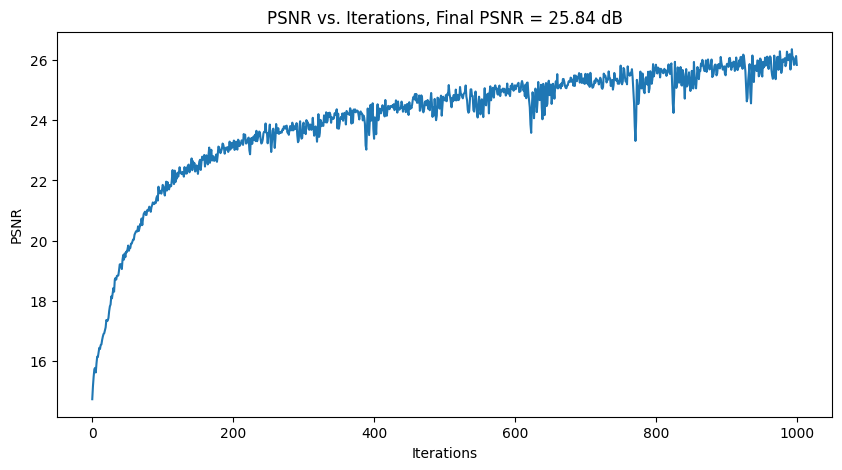 PSNR vs. Iterations, Final PSNR = 25.84 dB
26
24
22
20
18
16
PSNR
0 200 400 600 800 1000
Iterations